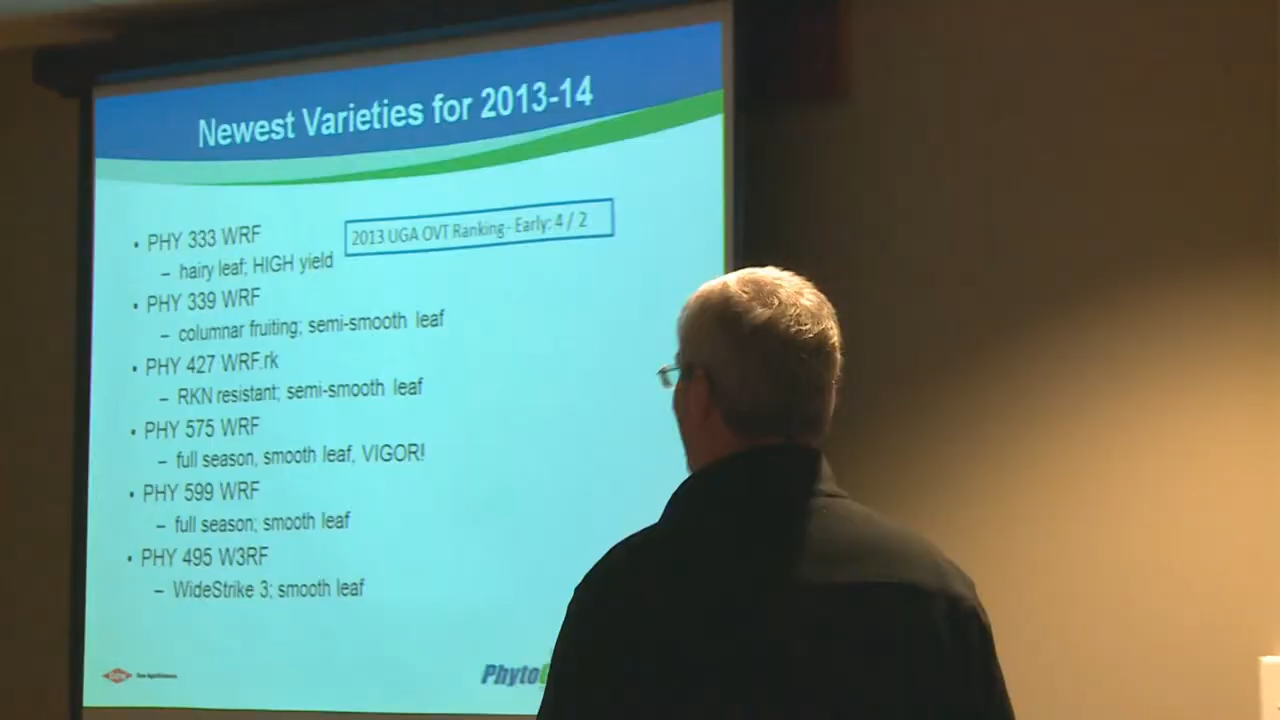 Newest Varieties for 2013-14
• PHY 333 WRF
2013 UGA OVT Ranking - Early: 4 / 2
– hairy leaf; HIGH yield
• PHY 339 WRF
– columnar fruiting; semi-smooth leaf
• PHY 427 WRF.rk
– RKN resistant; semi-smooth leaf
• PHY 575 WRF
– full season, smooth leaf, VIGOR!
• PHY 599 WRF
– full season; smooth leaf
• PHY 495 W3RF
– WideStrike 3; smooth leaf
Phyto